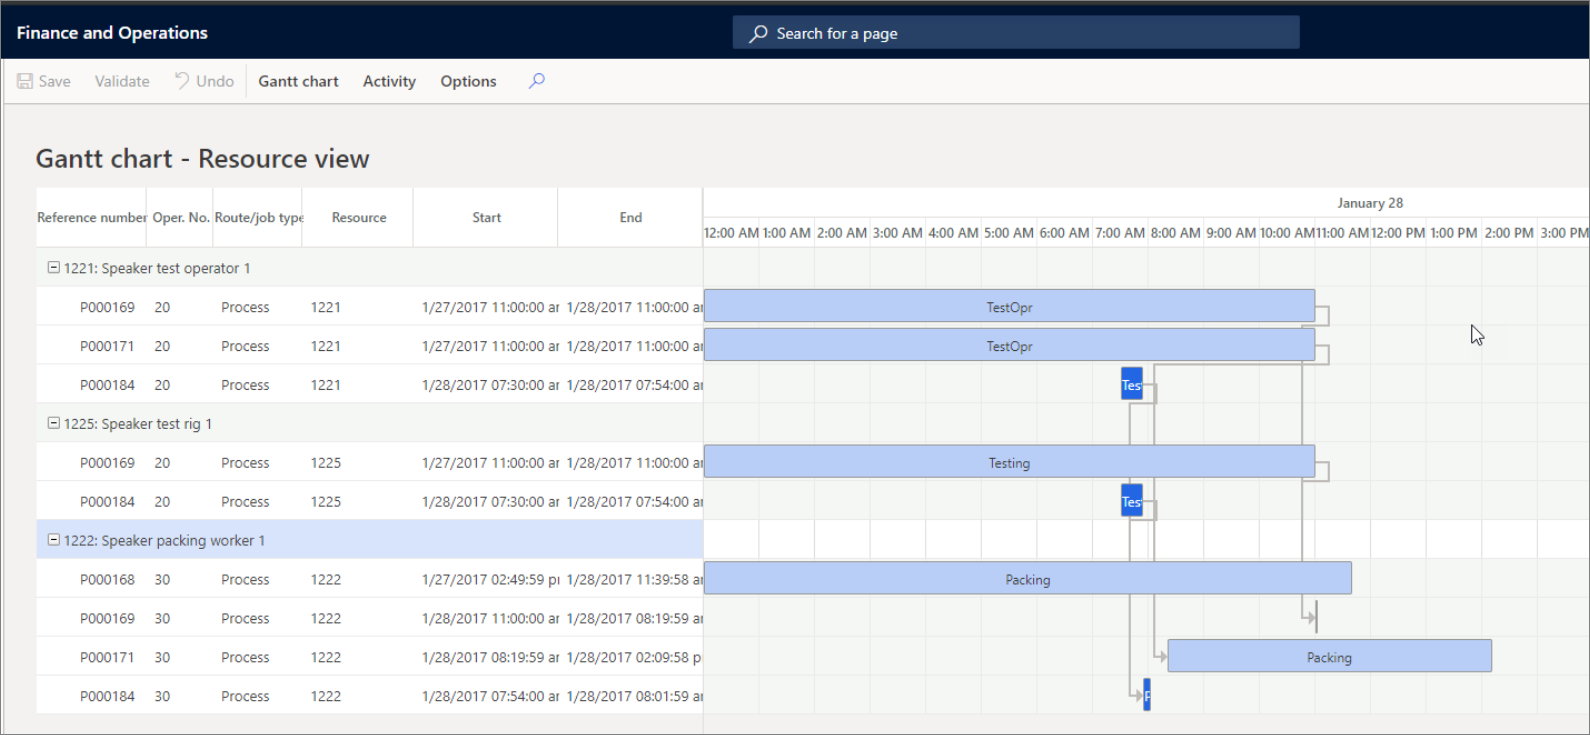 Finance and Operations
Search for a page
Save Validate Undo Gantt chart Activity Options
Gantt chart - Resource view
Reference number Oper. No. Route/job type Resource Start End
January 28
12:00 AM 1:00 AM 2:00 AM 3:00 AM 4:00 AM 5:00 AM 6:00 AM 7:00 AM 8:00 AM 9:00 AM 10:00 AM 11:00 AM 12:00 PM 1:00 PM 2:00 PM 3:00 PM
1221: Speaker test operator 1
P000169 20 Process 1221 1/27/2017 11:00:00 ar 1/28/2017 11:00:00 ar TestOpr
P000171 20 Process 1221 1/27/2017 11:00:00 ar 1/28/2017 11:00:00 ar TestOpr
P000184 20 Process 1221 1/28/2017 07:30:00 ar 1/28/2017 07:54:00 ar Tes
1225: Speaker test rig 1
P000169 20 Process 1225 1/27/2017 11:00:00 ar 1/28/2017 11:00:00 ar Testing
P000184 20 Process 1225 1/28/2017 07:30:00 ar 1/28/2017 07:54:00 ar Tes
1222: Speaker packing worker 1
P000168 30 Process 1222 1/27/2017 02:49:59 p 1/28/2017 11:39:58 ar Packing
P000169 30 Process 1222 1/28/2017 11:00:00 ar 1/28/2017 08:19:59 ar
P000171 30 Process 1222 1/28/2017 08:19:59 ar 1/28/2017 02:09:58 p Packing
P000184 30 Process 1222 1/28/2017 07:54:00 ar 1/28/2017 08:01:59 ar P